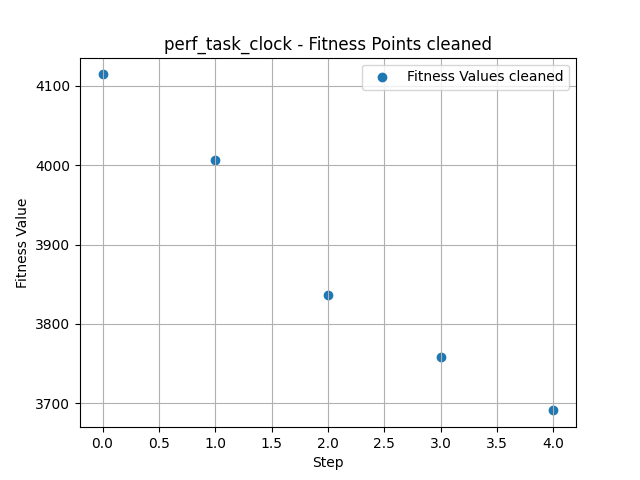 perf_task_clock - Fitness Points cleaned
Fitness Values cleaned
4100
4000
3900
3800
3700
Fitness Value
0.0 0.5 1.0 1.5 2.0 2.5 3.0 3.5 4.0
Step